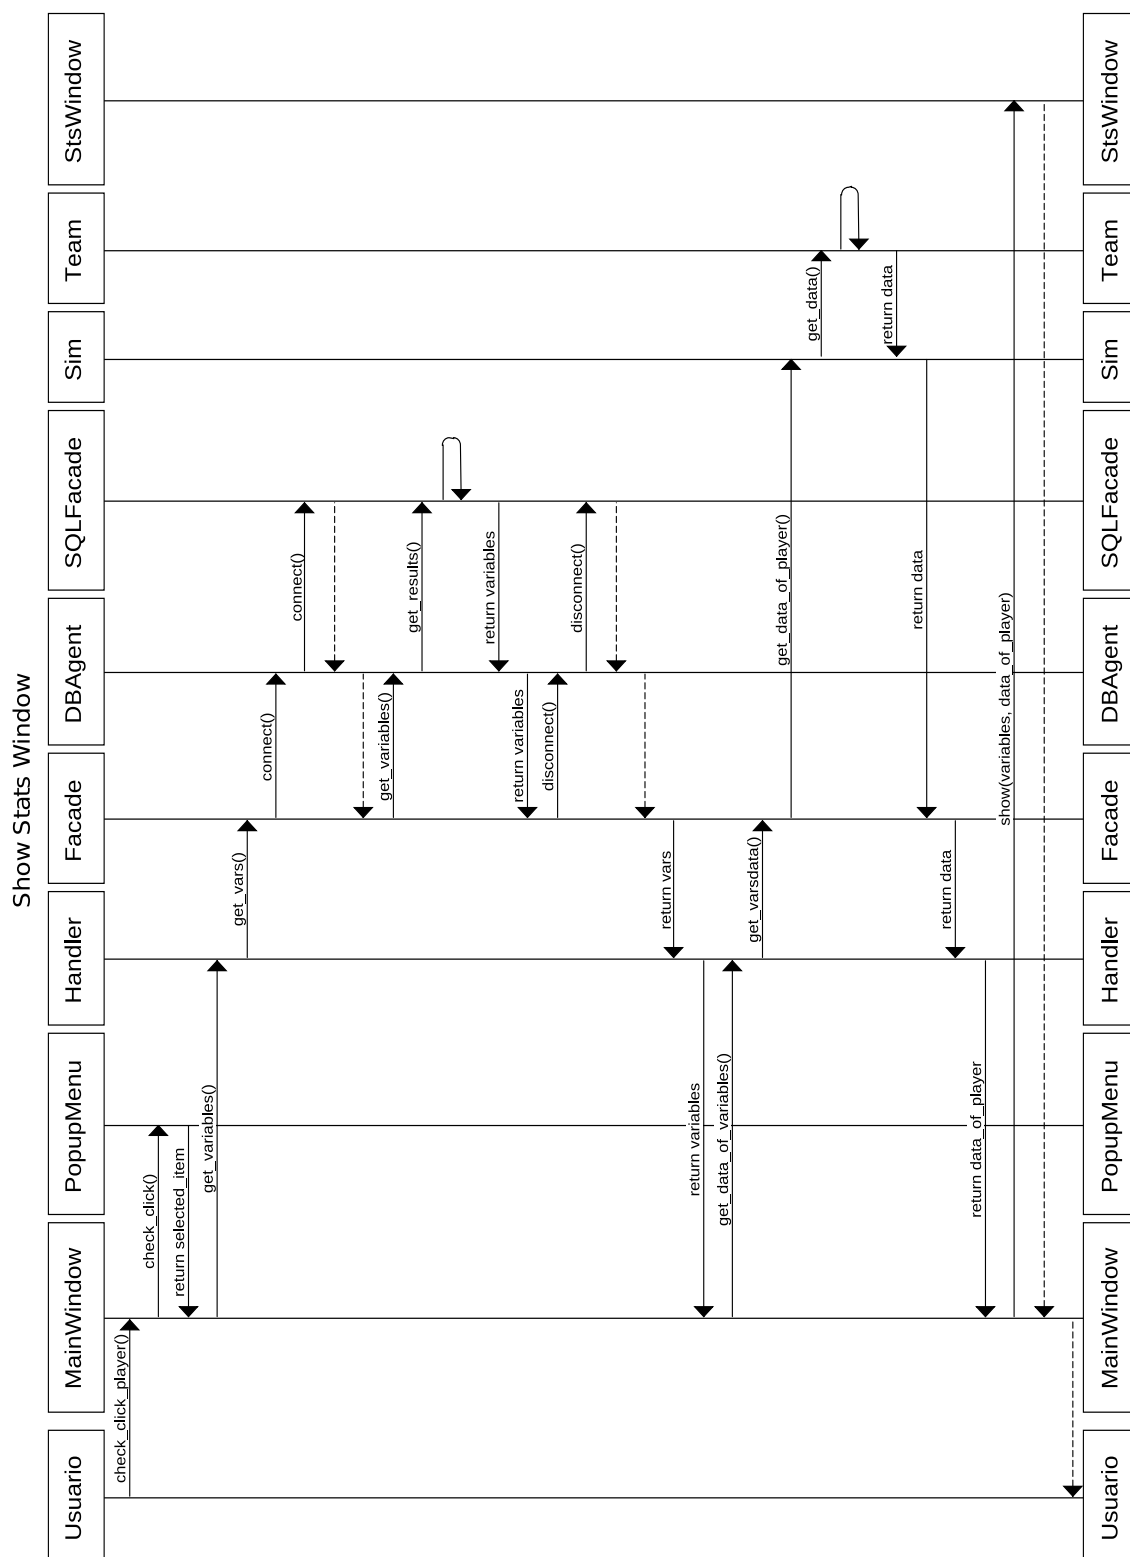 Show Stats Window
Usuario
MainWindow
PopupMenu
Handler
Facade
DBAgent
SQLFacade
Sim
Team
StsWindow
check_click_player()
check_click()
return selected_item
get_variables()
get_vars()
connect()
connect()
get_variables()
get_results()
return variables
return variables
disconnect()
disconnect()
return vars
return variables
get_data_of_variables()
get_varsdata()
get_data_of_player()
get_data()
return data
return data
return data
return data_of_player
show(variables, data_of_player)
Usuario
MainWindow
PopupMenu
Handler
Facade
DBAgent
SQLFacade
Sim
Team
StsWindow